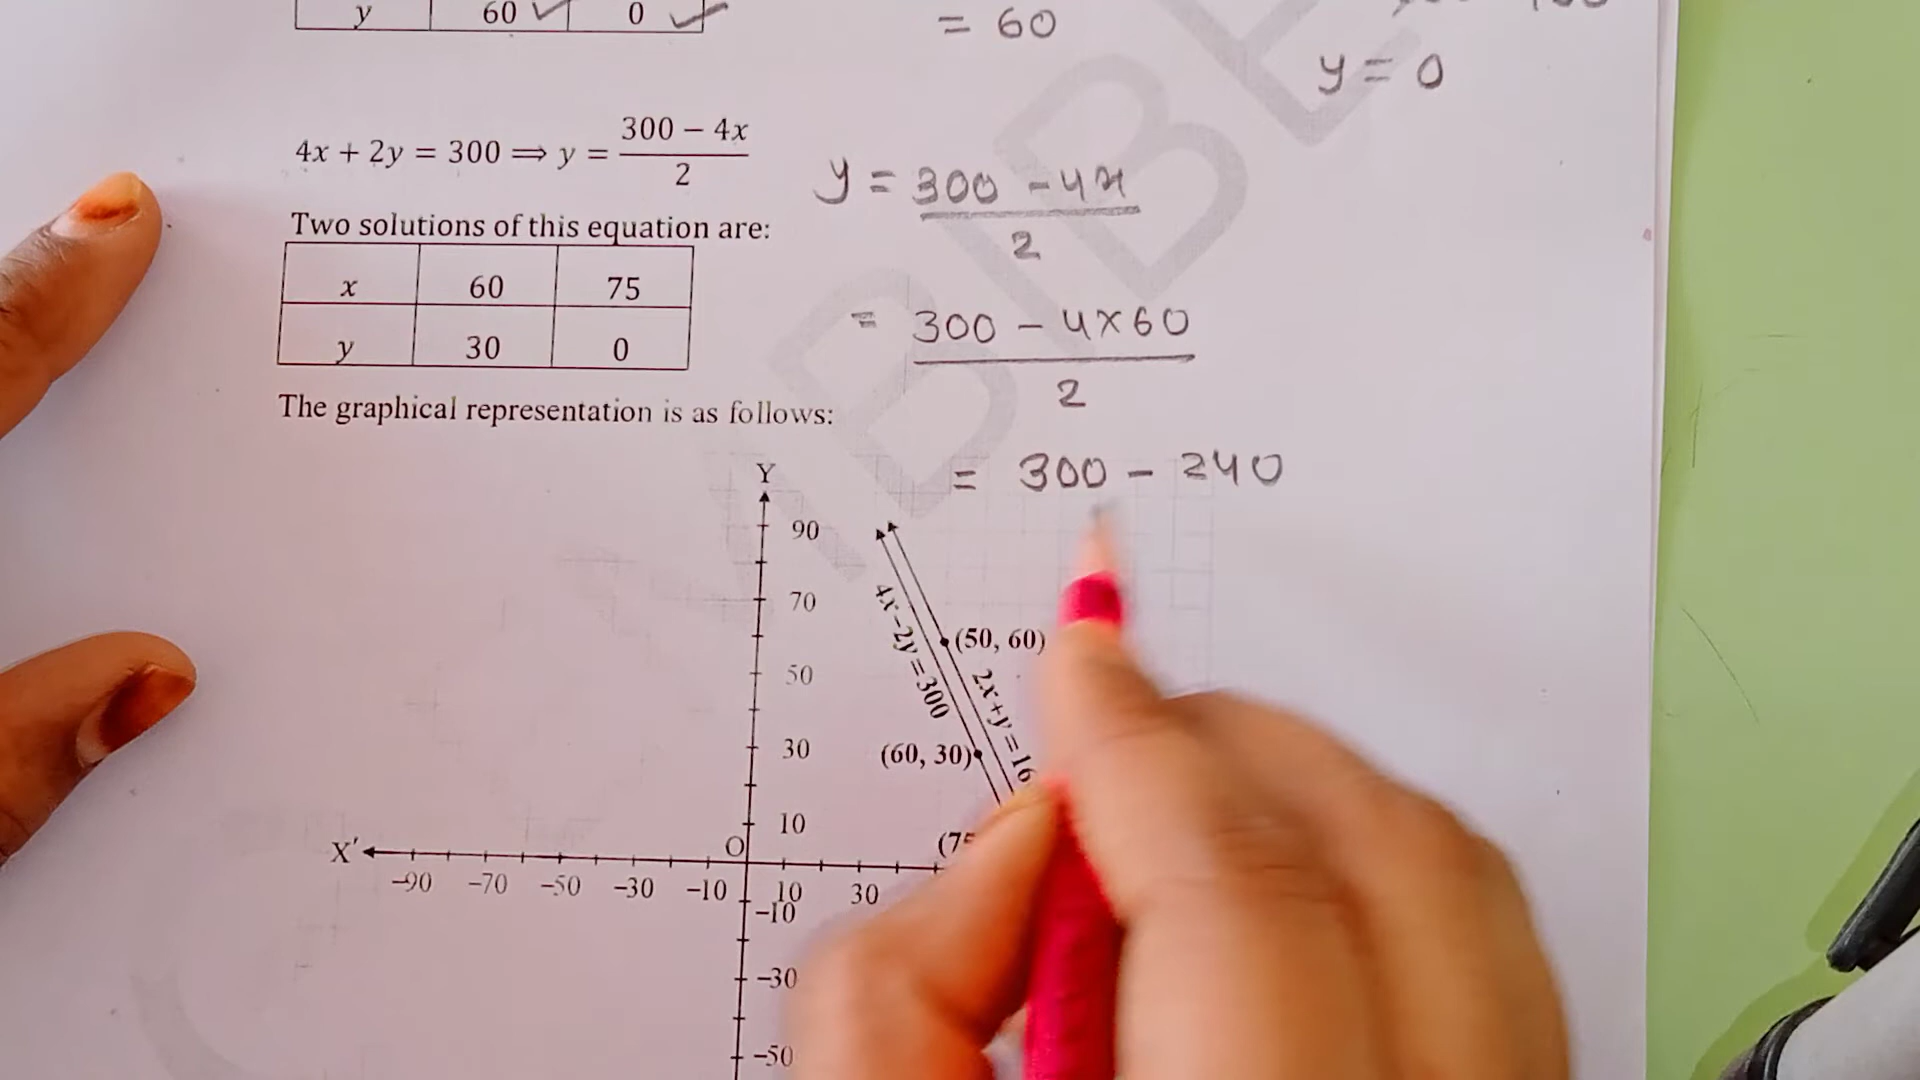 y 60 0
= 60
y = 0
4x + 2y = 300 ⟹ y = (300 − 4x)/2
y = 300 - 4x
2
Two solutions of this equation are:
x 60 75
y 30 0
= 300 - 4×60
2
The graphical representation is as follows:
= 300 - 240
Y
90
70
50
30
10
4x−2y=300
(50, 60)
2x+y=16
(60, 30)
(75
X′ O
−90 −70 −50 −30 −10 10 30
−10
−30
−50